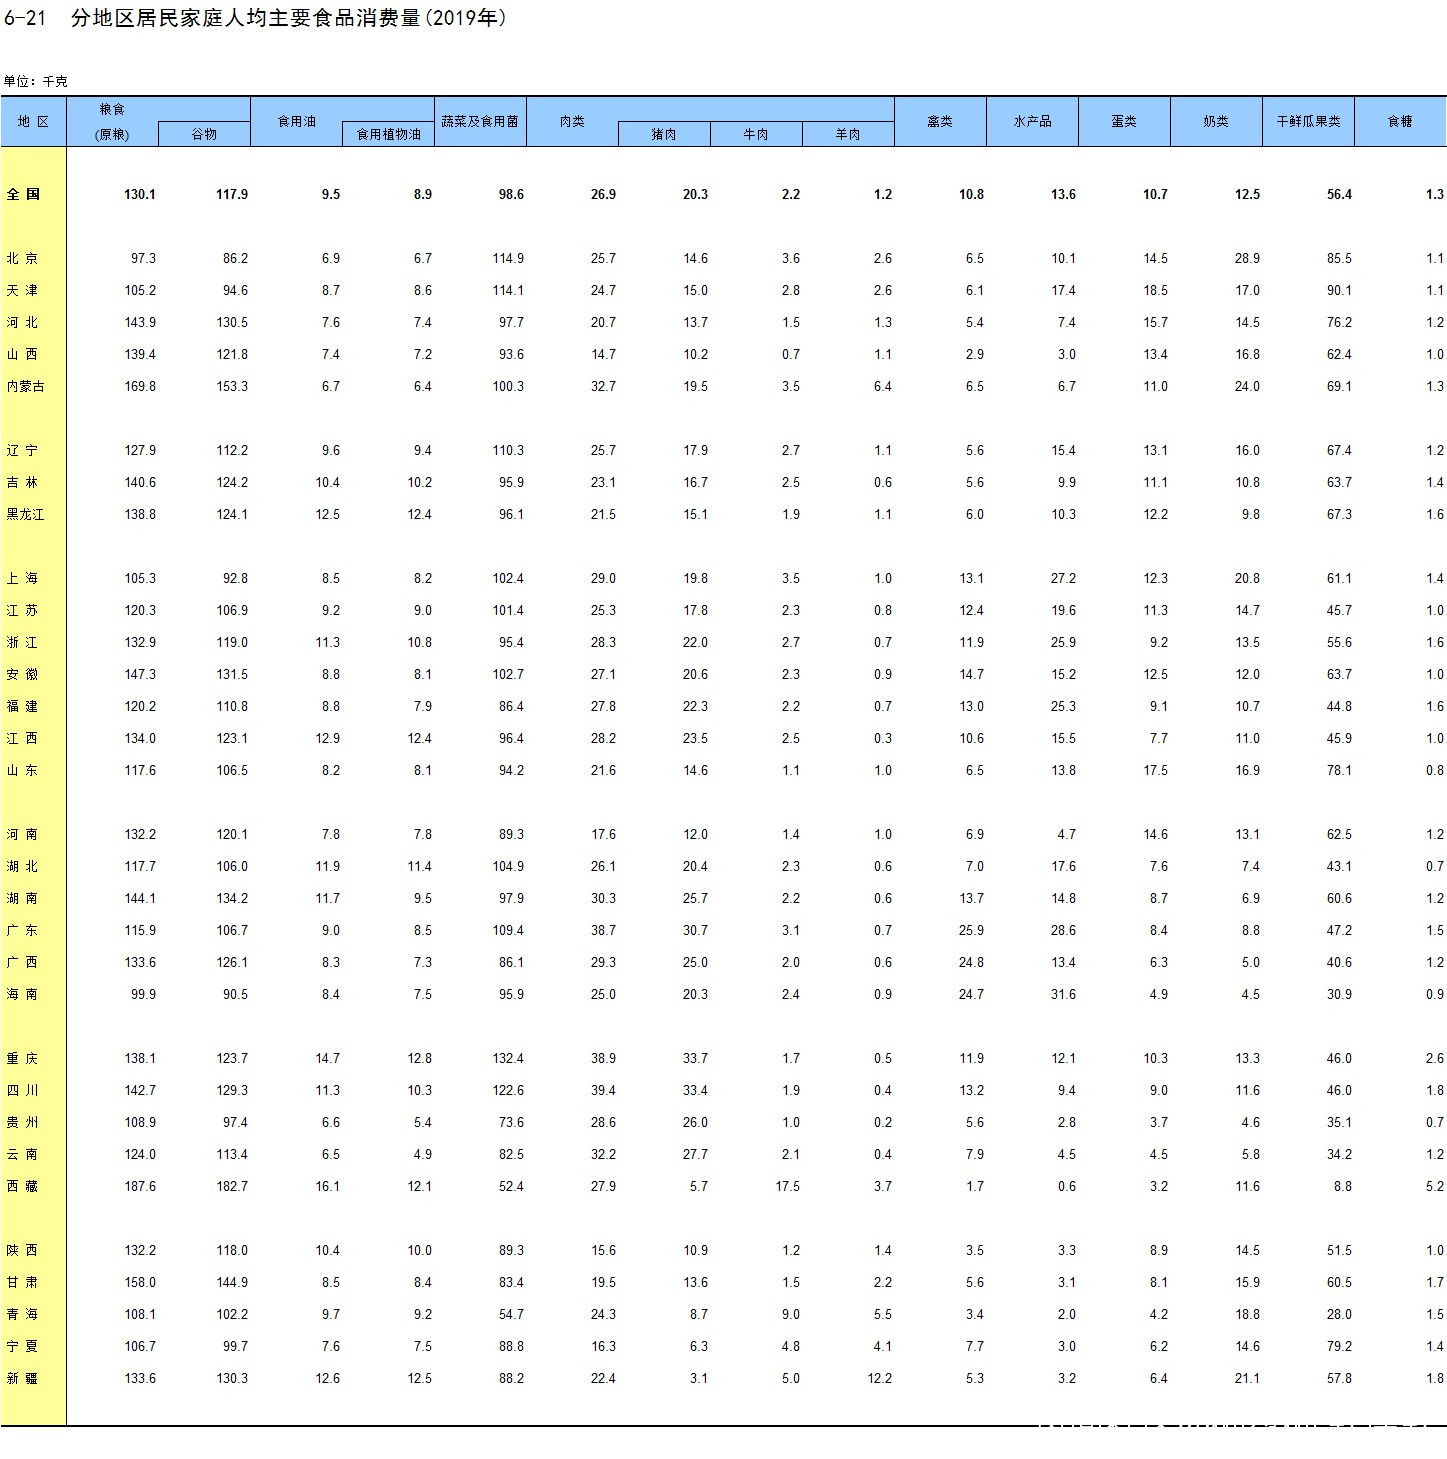 6-21 分地区居民家庭人均主要食品消费量(2019年)
单位：千克
地 区 粮食(原粮) 谷物 食用油 食用植物油 蔬菜及食用菌 肉类 猪肉 牛肉 羊肉 禽类 水产品 蛋类 奶类 干鲜瓜果类 食糖
全 国 130.1 117.9 9.5 8.9 98.6 26.9 20.3 2.2 1.2 10.8 13.6 10.7 12.5 56.4 1.3
北 京 97.3 86.2 6.9 6.7 114.9 25.7 14.6 3.6 2.6 6.5 10.1 14.5 28.9 85.5 1.1
天 津 105.2 94.6 8.7 8.6 114.1 24.7 15.0 2.8 2.6 6.1 17.4 18.5 17.0 90.1 1.1
河 北 143.9 130.5 7.6 7.4 97.7 20.7 13.7 1.5 1.3 5.4 7.4 15.7 14.5 76.2 1.2
山 西 139.4 121.8 7.4 7.2 93.6 14.7 10.2 0.7 1.1 2.9 3.0 13.4 16.8 62.4 1.0
内蒙古 169.8 153.3 6.7 6.4 100.3 32.7 19.5 3.5 6.4 6.5 6.7 11.0 24.0 69.1 1.3
辽 宁 127.9 112.2 9.6 9.4 110.3 25.7 17.9 2.7 1.1 5.6 15.4 13.1 16.0 67.4 1.2
吉 林 140.6 124.2 10.4 10.2 95.9 23.1 16.7 2.5 0.6 5.6 9.9 11.1 10.8 63.7 1.4
黑龙江 138.8 124.1 12.5 12.4 96.1 21.5 15.1 1.9 1.1 6.0 10.3 12.2 9.8 67.3 1.6
上 海 105.3 92.8 8.5 8.2 102.4 29.0 19.8 3.5 1.0 13.1 27.2 12.3 20.8 61.1 1.4
江 苏 120.3 106.9 9.2 9.0 101.4 25.3 17.8 2.3 0.8 12.4 19.6 11.3 14.7 45.7 1.0
浙 江 132.9 119.0 11.3 10.8 95.4 28.3 22.0 2.7 0.7 11.9 25.9 9.2 13.5 55.6 1.6
安 徽 147.3 131.5 8.8 8.1 102.7 27.1 20.6 2.3 0.9 14.7 15.2 12.5 12.0 63.7 1.0
福 建 120.2 110.8 8.8 7.9 86.4 27.8 22.3 2.2 0.7 13.0 25.3 9.1 10.7 44.8 1.6
江 西 134.0 123.1 12.9 12.4 96.4 28.2 23.5 2.5 0.3 10.6 15.5 7.7 11.0 45.9 1.0
山 东 117.6 106.5 8.2 8.1 94.2 21.6 14.6 1.1 1.0 6.5 13.8 17.5 16.9 78.1 0.8
河 南 132.2 120.1 7.8 7.8 89.3 17.6 12.0 1.4 1.0 6.9 4.7 14.6 13.1 62.5 1.2
湖 北 117.7 106.0 11.9 11.4 104.9 26.1 20.4 2.3 0.6 7.0 17.6 7.6 7.4 43.1 0.7
湖 南 144.1 134.2 11.7 9.5 97.9 30.3 25.7 2.2 0.6 13.7 14.8 8.7 6.9 60.6 1.2
广 东 115.9 106.7 9.0 8.5 109.4 38.7 30.7 3.1 0.7 25.9 28.6 8.4 8.8 47.2 1.5
广 西 133.6 126.1 8.3 7.3 86.1 29.3 25.0 2.0 0.6 24.8 13.4 6.3 5.0 40.6 1.2
海 南 99.9 90.5 8.4 7.5 95.9 25.0 20.3 2.4 0.9 24.7 31.6 4.9 4.5 30.9 0.9
重 庆 138.1 123.7 14.7 12.8 132.4 38.9 33.7 1.7 0.5 11.9 12.1 10.3 13.3 46.0 2.6
四 川 142.7 129.3 11.3 10.3 122.6 39.4 33.4 1.9 0.4 13.2 9.4 9.0 11.6 46.0 1.8
贵 州 108.9 97.4 6.6 5.4 73.6 28.6 26.0 1.0 0.2 5.6 2.8 3.7 4.6 35.1 0.7
云 南 124.0 113.4 6.5 4.9 82.5 32.2 27.7 2.1 0.4 7.9 4.5 4.5 5.8 34.2 1.2
西 藏 187.6 182.7 16.1 12.1 52.4 27.9 5.7 17.5 3.7 1.7 0.6 3.2 11.6 8.8 5.2
陕 西 132.2 118.0 10.4 10.0 89.3 15.6 10.9 1.2 1.4 3.5 3.3 8.9 14.5 51.5 1.0
甘 肃 158.0 144.9 8.5 8.4 83.4 19.5 13.6 1.5 2.2 5.6 3.1 8.1 15.9 60.5 1.7
青 海 108.1 102.2 9.7 9.2 54.7 24.3 8.7 9.0 5.5 3.4 2.0 4.2 18.8 28.0 1.5
宁 夏 106.7 99.7 7.6 7.5 88.8 16.3 6.3 4.8 4.1 7.7 3.0 6.2 14.6 79.2 1.4
新 疆 133.6 130.3 12.6 12.5 88.2 22.4 3.1 5.0 12.2 5.3 3.2 6.4 21.1 57.8 1.8